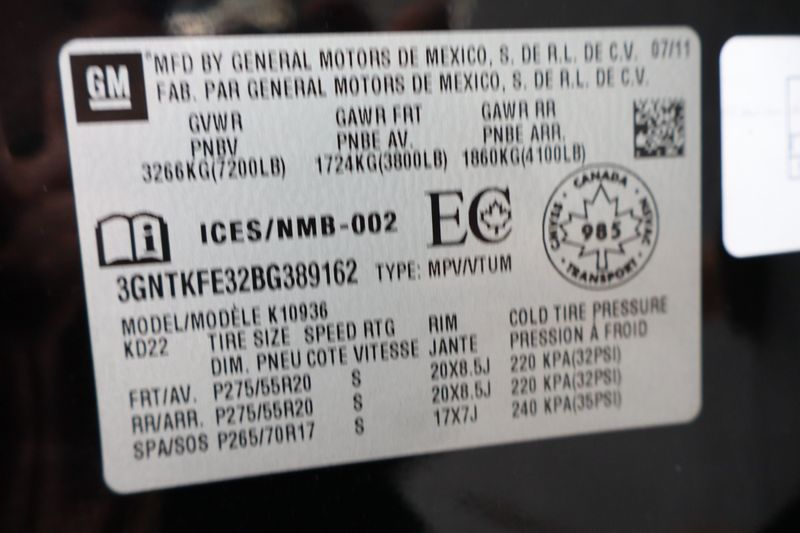 GM
MFD BY GENERAL MOTORS DE MEXICO, S. DE R.L. DE C.V. 07/11
FAB. PAR GENERAL MOTORS DE MEXICO, S. DE R.L. DE C.V.
GVWR GAWR FRT GAWR RR
PNBV PNBE AV. PNBE ARR.
3266KG(7200LB) 1724KG(3800LB) 1860KG(4100LB)
i ICES/NMB-002 EC
CANADA
985
TRANSPORT
3GNTKFE32BG389162 TYPE: MPV/VTUM
MODEL/MODÈLE K10936
KD22 TIRE SIZE SPEED RTG RIM COLD TIRE PRESSURE
DIM. PNEU COTE VITESSE JANTE PRESSION À FROID
FRT/AV. P275/55R20 S 20X8.5J 220 KPA(32PSI)
RR/ARR. P275/55R20 S 20X8.5J 220 KPA(32PSI)
SPA/SOS P265/70R17 S 17X7J 240 KPA(35PSI)